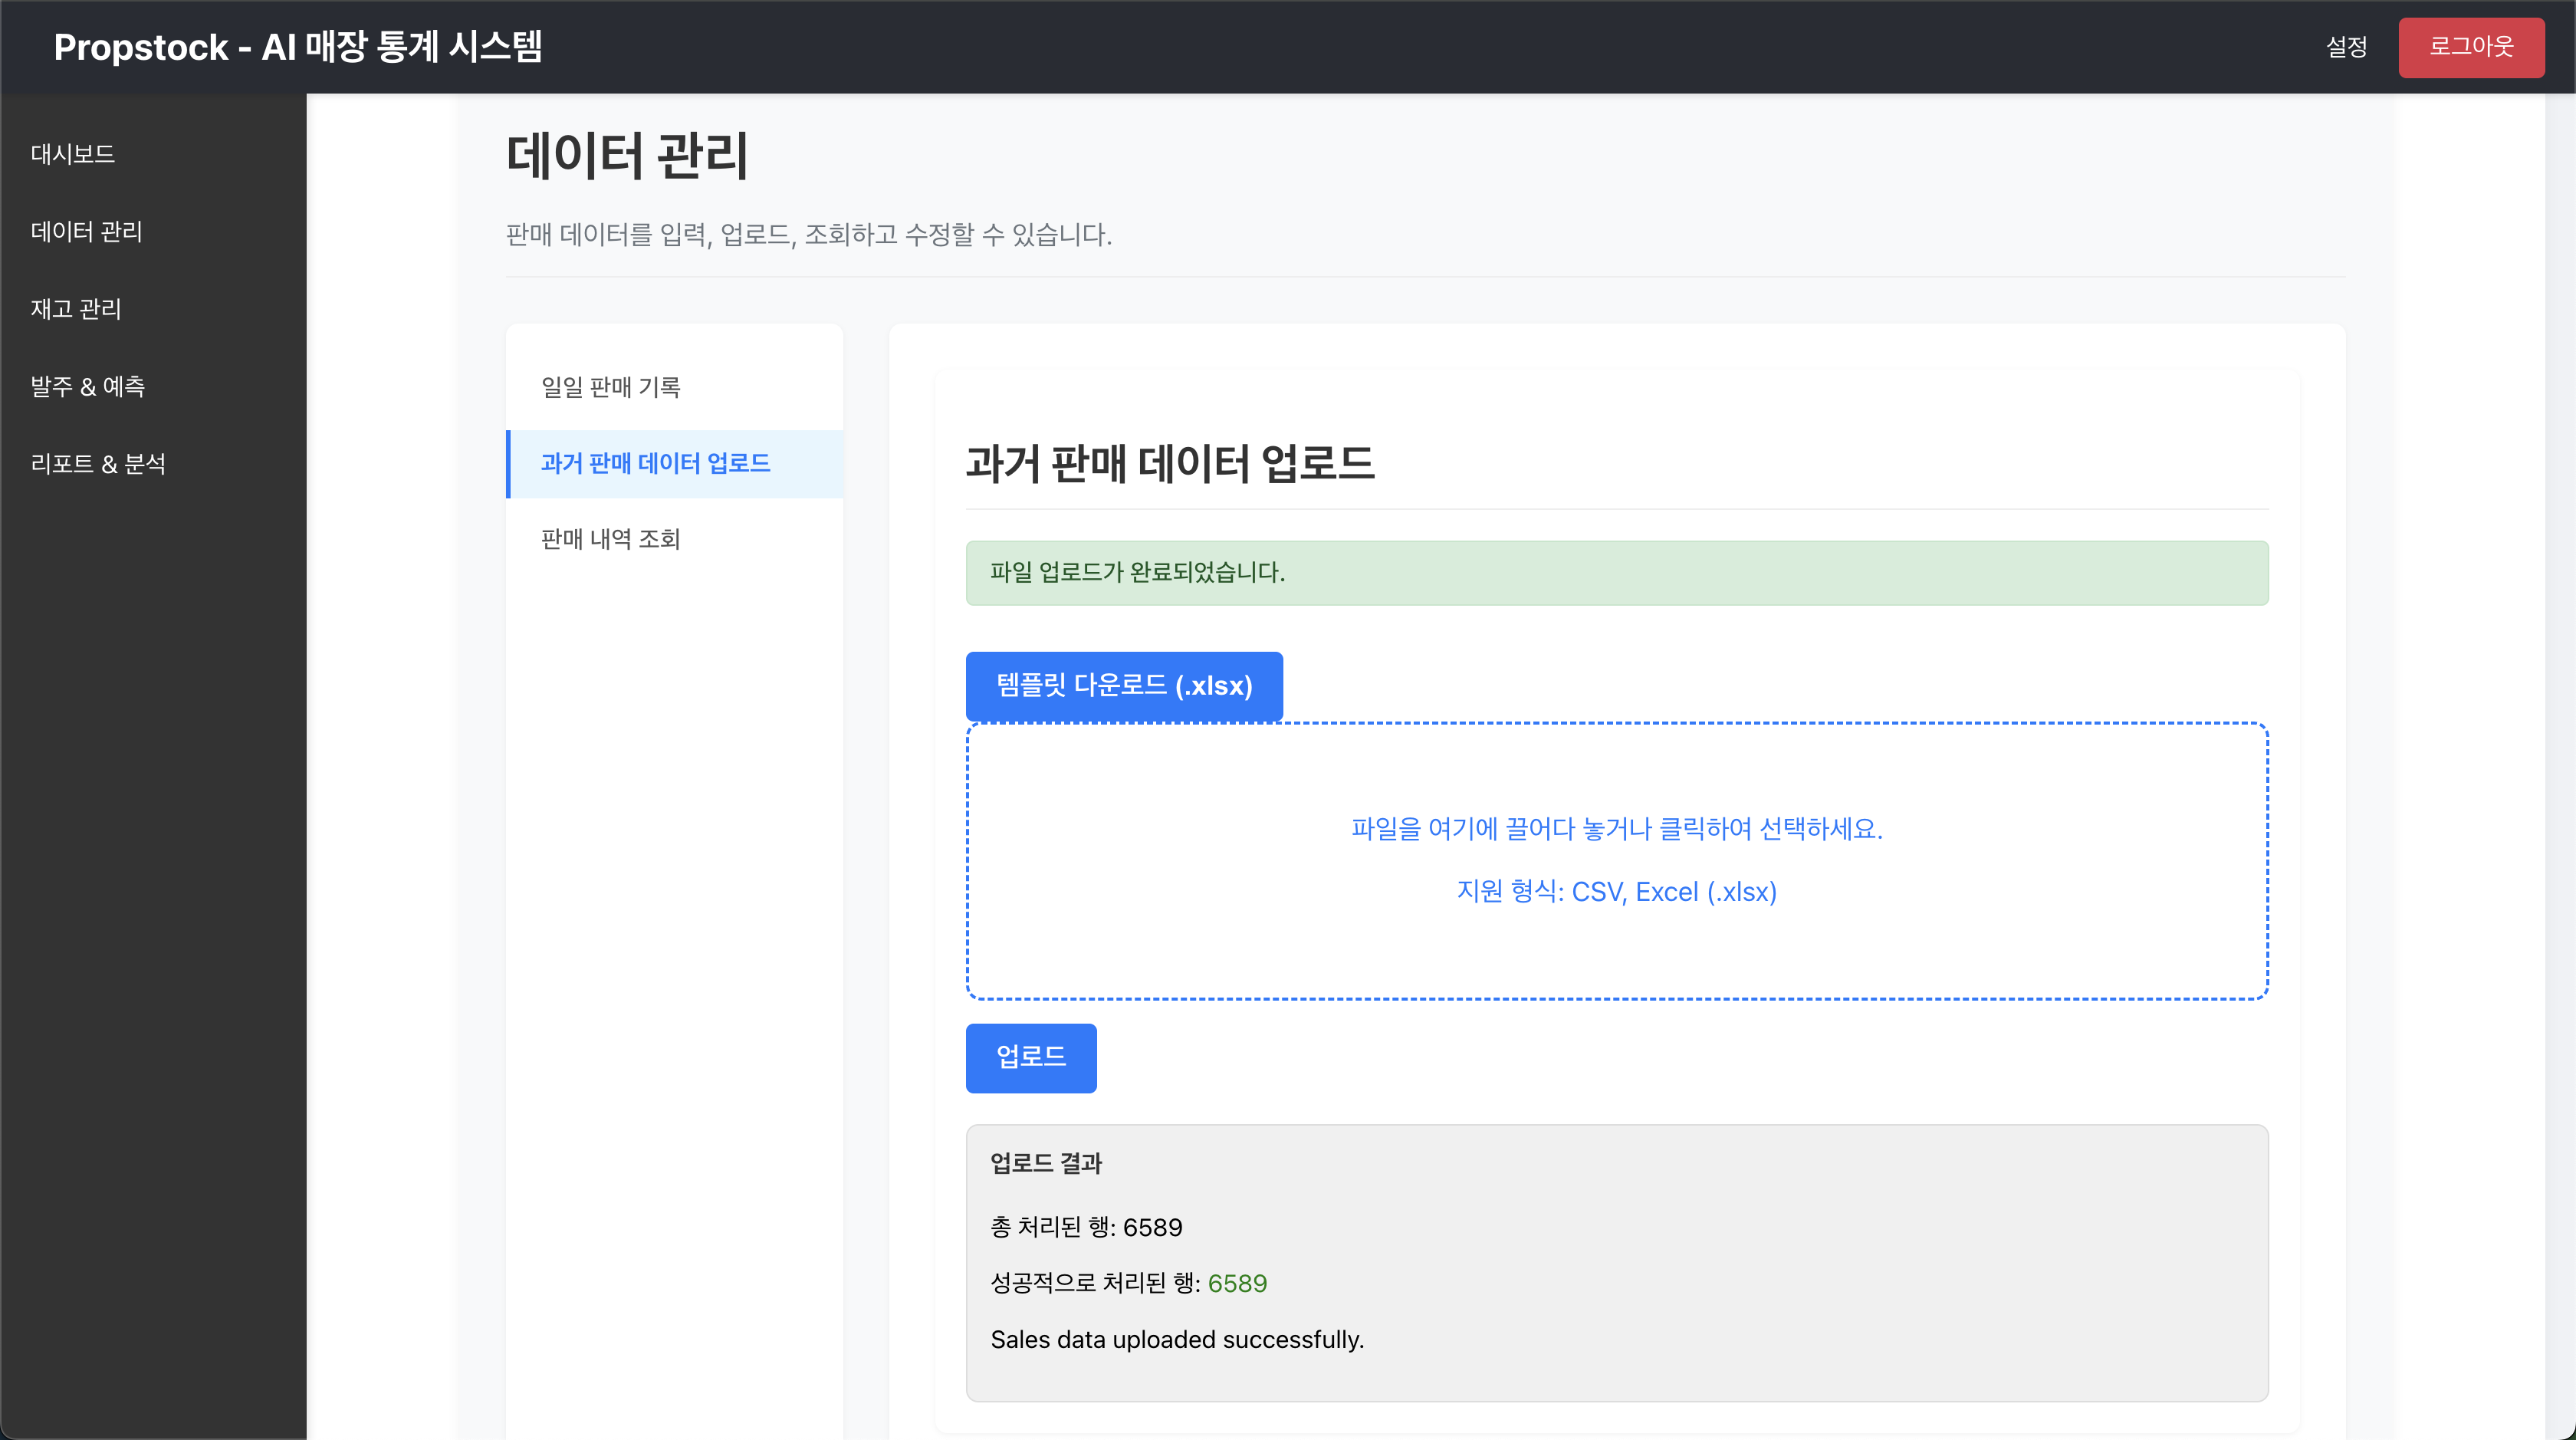 Propstock - AI 매장 통계 시스템
설정
로그아웃
대시보드
데이터 관리
재고 관리
발주 & 예측
리포트 & 분석
데이터 관리
판매 데이터를 입력, 업로드, 조회하고 수정할 수 있습니다.
일일 판매 기록
과거 판매 데이터 업로드
판매 내역 조회
과거 판매 데이터 업로드
파일 업로드가 완료되었습니다.
템플릿 다운로드 (.xlsx)
파일을 여기에 끌어다 놓거나 클릭하여 선택하세요.
지원 형식: CSV, Excel (.xlsx)
업로드
업로드 결과
총 처리된 행: 6589
성공적으로 처리된 행: 6589
Sales data uploaded successfully.